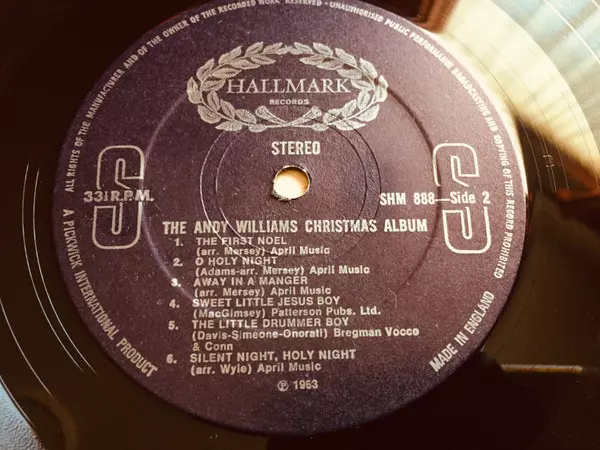 ALL RIGHTS OF THE MANUFACTURER AND OF THE OWNER OF THE RECORDED WORK RESERVED • UNAUTHORISED PUBLIC PERFORMANCE BROADCASTING AND COPYING OF THIS RECORD PROHIBITED
HALLMARK
RECORDS
STEREO
S
S
33⅓ R.P.M.
SHM 888—Side 2
THE ANDY WILLIAMS CHRISTMAS ALBUM
1. THE FIRST NOEL
(arr. Mersey) April Music
2. O HOLY NIGHT
(Adams-arr. Mersey) April Music
3. AWAY IN A MANGER
(arr. Mersey) April Music
4. SWEET LITTLE JESUS BOY
(MacGimsey) Patterson Pubs. Ltd.
5. THE LITTLE DRUMMER BOY
(Davis-Simeone-Onorati) Bregman Vocco
& Conn
6. SILENT NIGHT, HOLY NIGHT
(arr. Wyle) April Music
℗ 1963
A PICKWICK INTERNATIONAL PRODUCT
MADE IN ENGLAND